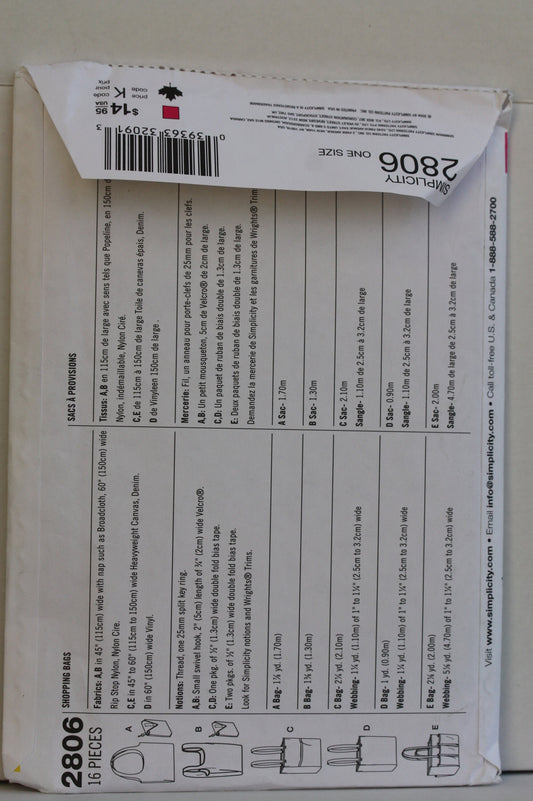 2806
16 PIECES
SHOPPING BAGS
Fabrics: A,B in 45" (115cm) wide with nap such as Broadcloth, 60" (150cm) wide
Rip Stop Nylon, Nylon Cire.
C,E in 45" to 60" (115cm to 150cm) wide Heavyweight Canvas, Denim.
D in 60" (150cm) wide Vinyl.
Notions: Thread, one 25mm split key ring.
A,B: Small swivel hook, 2" (5cm) length of ¾" (2cm) wide Velcro®.
C,D: One pkg. of ½" (1.3cm) wide double fold bias tape.
E: Two pkgs. of ½" (1.3cm) wide double fold bias tape.
Look for Simplicity notions and Wrights® Trims.
A Bag- 1⅞ yd. (1.70m)
B Bag- 1⅜ yd. (1.30m)
C Bag- 2¼ yd. (2.10m)
Webbing- 1¼ yd. (1.10m) of 1" to 1¼" (2.5cm to 3.2cm) wide
D Bag- 1 yd. (0.90m)
Webbing- 1¼ yd. (1.10m) of 1" to 1¼" (2.5cm to 3.2cm) wide
E Bag-2⅛ yd. (2.00m)
Webbing- 5⅛ yd. (4.70m) of 1" to 1¼" (2.5cm to 3.2cm) wide
A
B
C
D
E
SACS À PROVISIONS
Tissus: A,B en 115cm de large avec sens tels que Popeline, en 150cm d
Nylon, indémaillable, Nylon Ciré.
C,E de 115cm à 150cm de large Toile de canevas épais, Denim.
D de Vinyleen 150cm de large.
Mercerie: Fil, un anneau pour porte-clefs de 25mm pour les clefs.
A,B: Un petit mousqueton, 5cm de Velcro® de 2cm de large.
C,D: Un paquet de ruban de biais double de 1.3cm de large.
E: Deux paquets de ruban de biais double de 1.3cm de large.
Demandez la mercerie de Simplicity et les garnitures de Wrights® Trim
A Sac- 1.70m
B Sac- 1.30m
C Sac- 2.10m
Sangle- 1.10m de 2.5cm à 3.2cm de large
D Sac- 0.90m
Sangle- 1.10m de 2.5cm à 3.2cm de large
E Sac- 2.00m
Sangle- 4.70m de large de 2.5cm à 3.2cm de large
Visit www.simplicity.com • Email info@simplicity.com • Call toll-free U.S. & Canada 1-888-588-2700
SIMPLICITY
2806 ONE SIZE
0 39363 32091 3
$14.95 USA
price code K
pour code prix